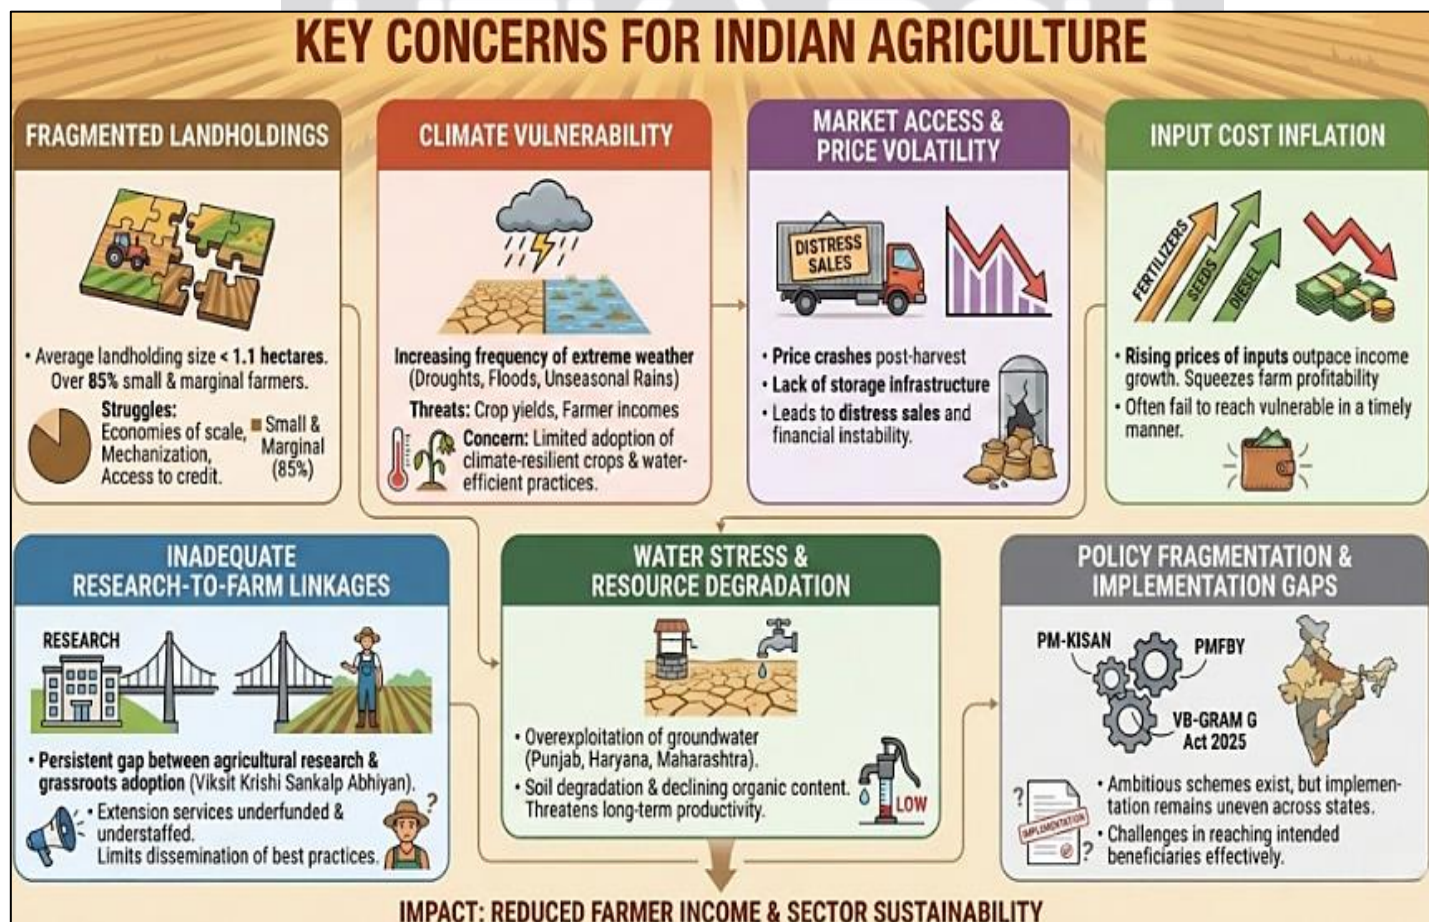 KEY CONCERNS FOR INDIAN AGRICULTURE
FRAGMENTED LANDHOLDINGS
• Average landholding size < 1.1 hectares.
Over 85% small & marginal farmers.
Struggles:
Economies of scale,
Mechanization,
Access to credit.
Small &
Marginal
(85%)
CLIMATE VULNERABILITY
Increasing frequency of extreme weather
(Droughts, Floods, Unseasonal Rains)
Threats: Crop yields, Farmer incomes
Concern: Limited adoption of
climate-resilient crops & water-
efficient practices.
MARKET ACCESS &
PRICE VOLATILITY
DISTRESS
SALES
• Price crashes post-harvest
• Lack of storage infrastructure
• Leads to distress sales and
financial instability.
INPUT COST INFLATION
FERTILIZERS
SEEDS
DIESEL
• Rising prices of inputs outpace income
growth. Squeezes farm profitability
• Often fail to reach vulnerable in a timely
manner.
INADEQUATE
RESEARCH-TO-FARM LINKAGES
RESEARCH
• Persistent gap between agricultural research &
grassroots adoption (Viksit Krishi Sankalp Abhiyan).
• Extension services underfunded &
understaffed.
Limits dissemination of best practices.
?
WATER STRESS &
RESOURCE DEGRADATION
• Overexploitation of groundwater
(Punjab, Haryana, Maharashtra).
• Soil degradation & declining organic content.
Threatens long-term productivity.
LOW
POLICY FRAGMENTATION &
IMPLEMENTATION GAPS
PM-KISAN
PMFBY
VB-GRAM G
Act 2025
• Ambitious schemes exist, but implemen-
tation remains uneven across states.
• Challenges in reaching intended
beneficiaries effectively.
?
IMPLEMENTATION
?
IMPACT: REDUCED FARMER INCOME & SECTOR SUSTAINABILITY